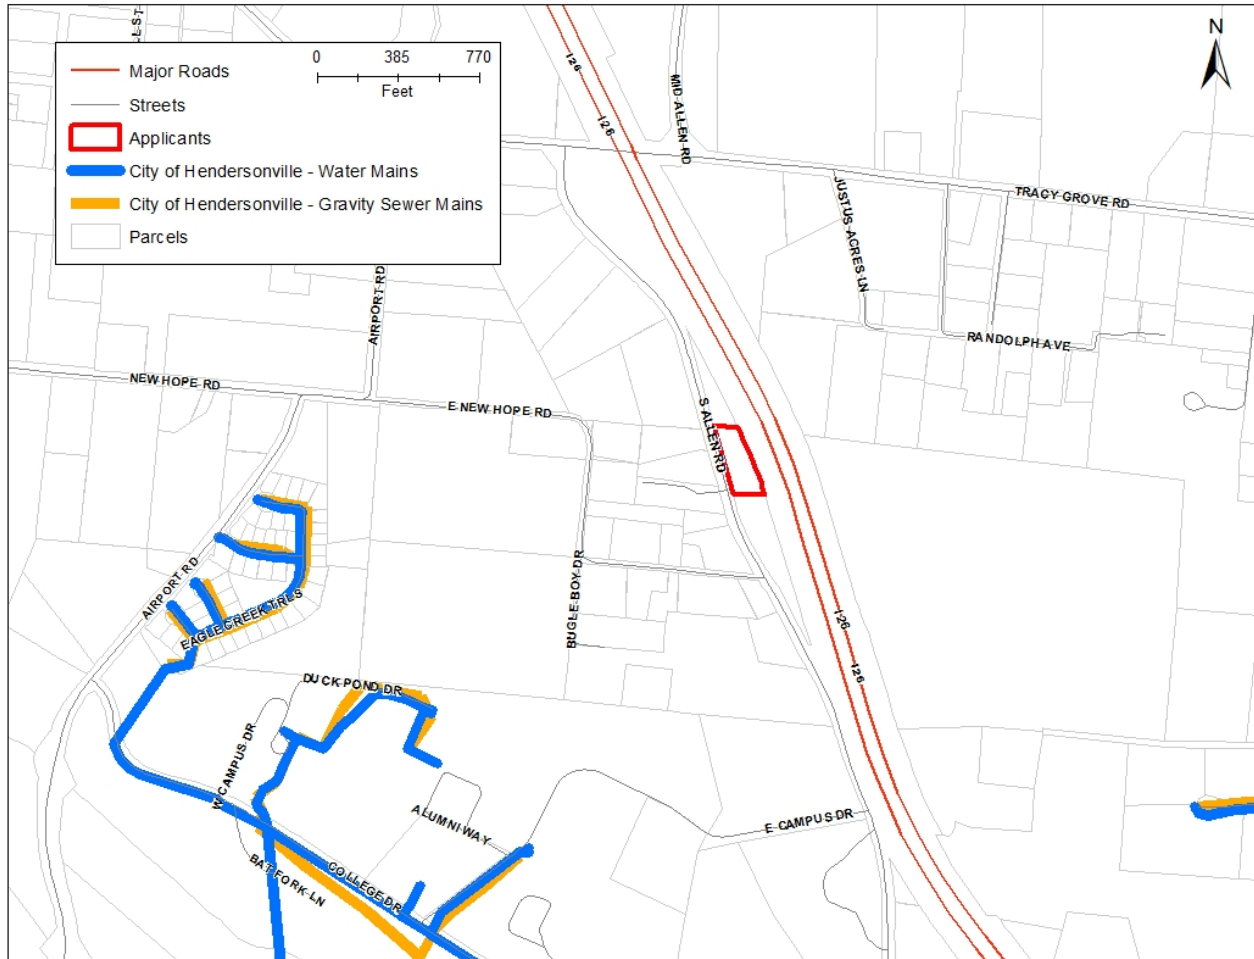 L ST
N
0 385 770
Feet
Major Roads
Streets
Applicants
City of Hendersonville - Water Mains
City of Hendersonville - Gravity Sewer Mains
Parcels
I 26
I 26
MID ALLEN RD
TRACY GROVE RD
JUSTUS ACRES LN
AIRPORT RD
RANDOLPH AVE
NEW HOPE RD
E NEW HOPE RD
S ALLEN RD
AIRPORT RD
EAGLE CREEK TRLS
BUGLE BOY DR
I 26
I 26
DUCK POND DR
W CAMPUS DR
ALUMNI WAY
E CAMPUS DR
BAT FORK LN
COLLEGE DR